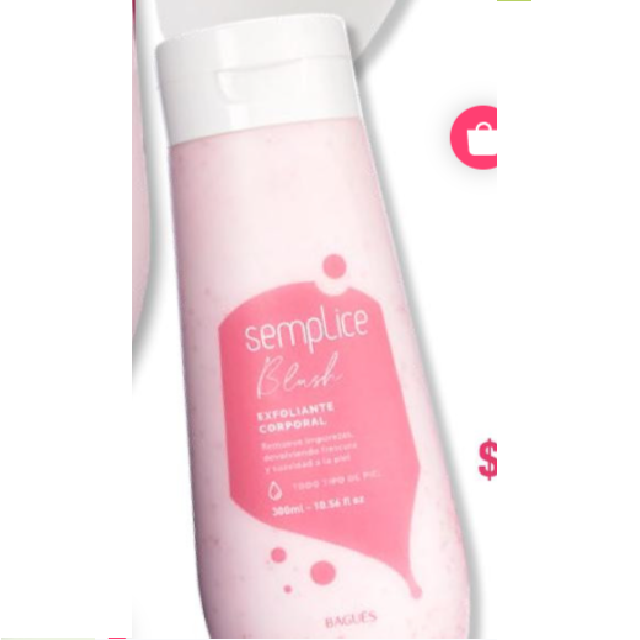 semplice
Blush
EXFOLIANTE
CORPORAL
Remueve impurezas,
devolviendo frescura
y suavidad a la piel
TODO TIPO DE PIEL
300ml - 10.56 fl oz
BAGUÉS
$